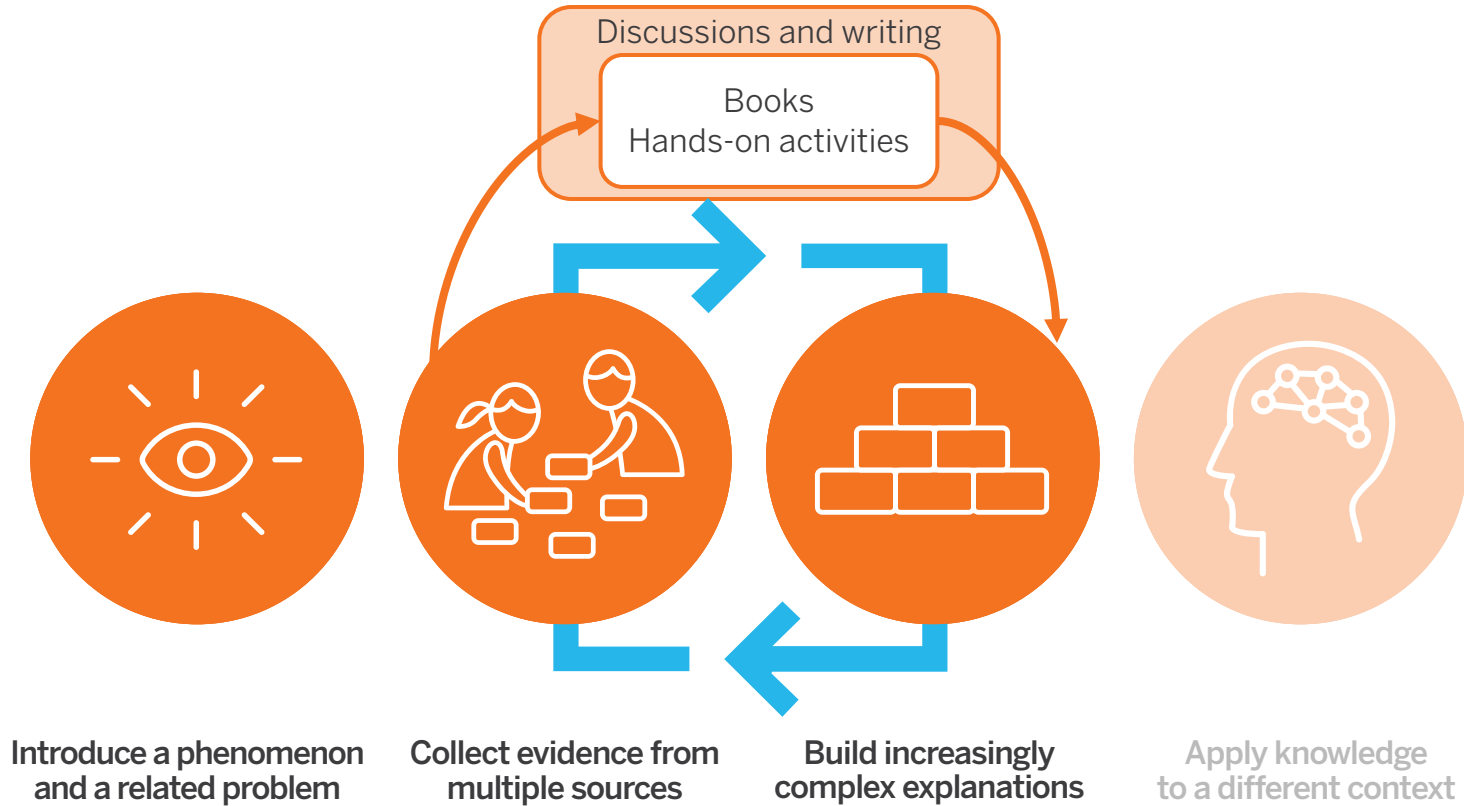 Discussions and writing
Books
Hands-on activities
Introduce a phenomenon
and a related problem
Collect evidence from
multiple sources
Build increasingly
complex explanations
Apply knowledge
to a different context